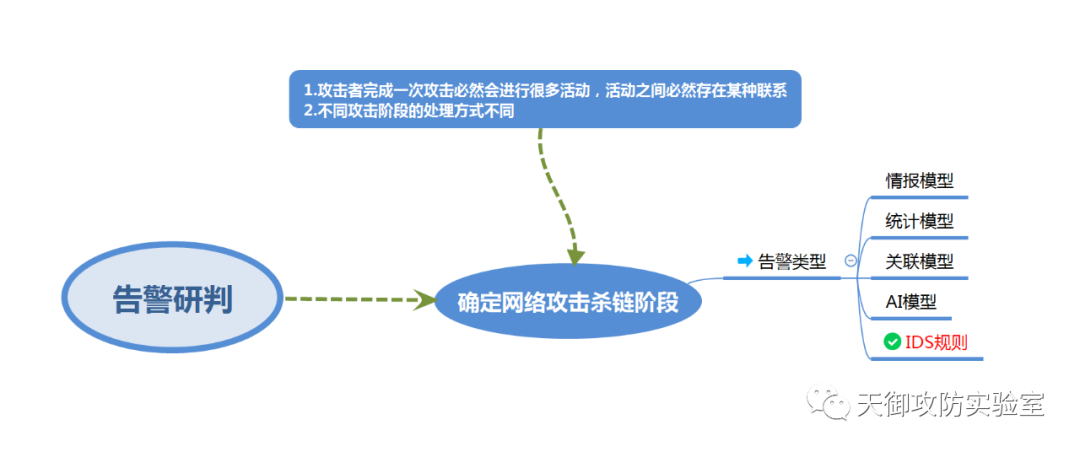 1.攻击者完成一次攻击必然会进行很多活动，活动之间必然存在某种联系
2.不同攻击阶段的处理方式不同
告警研判
确定网络攻击杀链阶段
告警类型
情报模型
统计模型
关联模型
AI模型
IDS规则
天御攻防实验室